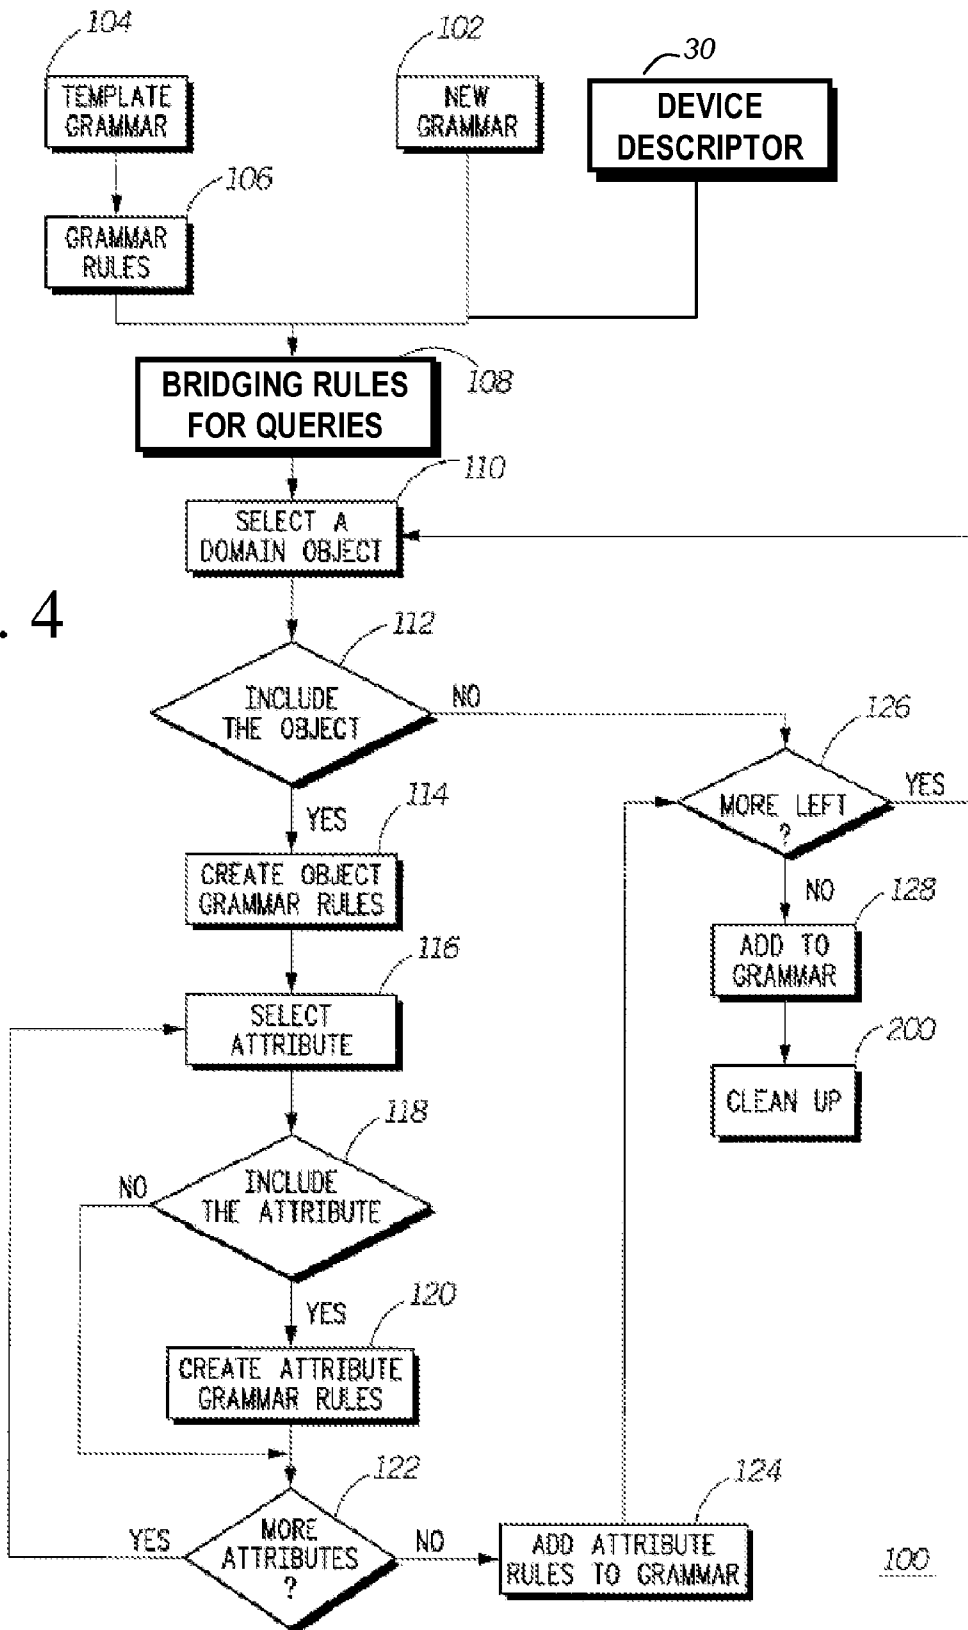 104
102
30
TEMPLATE
GRAMMAR
NEW
GRAMMAR
DEVICE
DESCRIPTOR
106
GRAMMAR
RULES
108
BRIDGING RULES
FOR QUERIES
110
SELECT A
DOMAIN OBJECT
. 4
112
INCLUDE
THE OBJECT
NO
126
MORE LEFT
?
YES
YES
114
CREATE OBJECT
GRAMMAR RULES
NO
128
ADD TO
GRAMMAR
116
SELECT
ATTRIBUTE
200
CLEAN UP
118
INCLUDE
THE ATTRIBUTE
NO
YES
120
CREATE ATTRIBUTE
GRAMMAR RULES
122
MORE
ATTRIBUTES
?
YES
NO
124
ADD ATTRIBUTE
RULES TO GRAMMAR
100